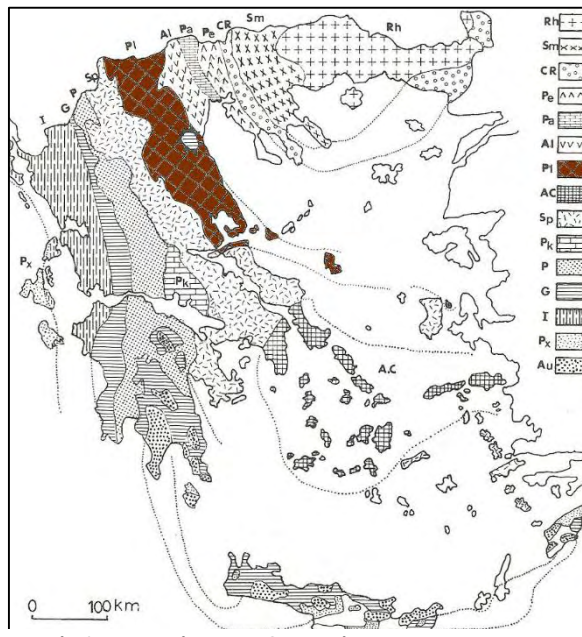 Pl Al Pa Pe CR Sm Rh
Sp
P
G
I
Px
Pk
A.C
0 100 km.
Rh
Sm
CR
Pe
Pa
Al
Pl
AC
Sp
Pk
P
G
I
Px
Au